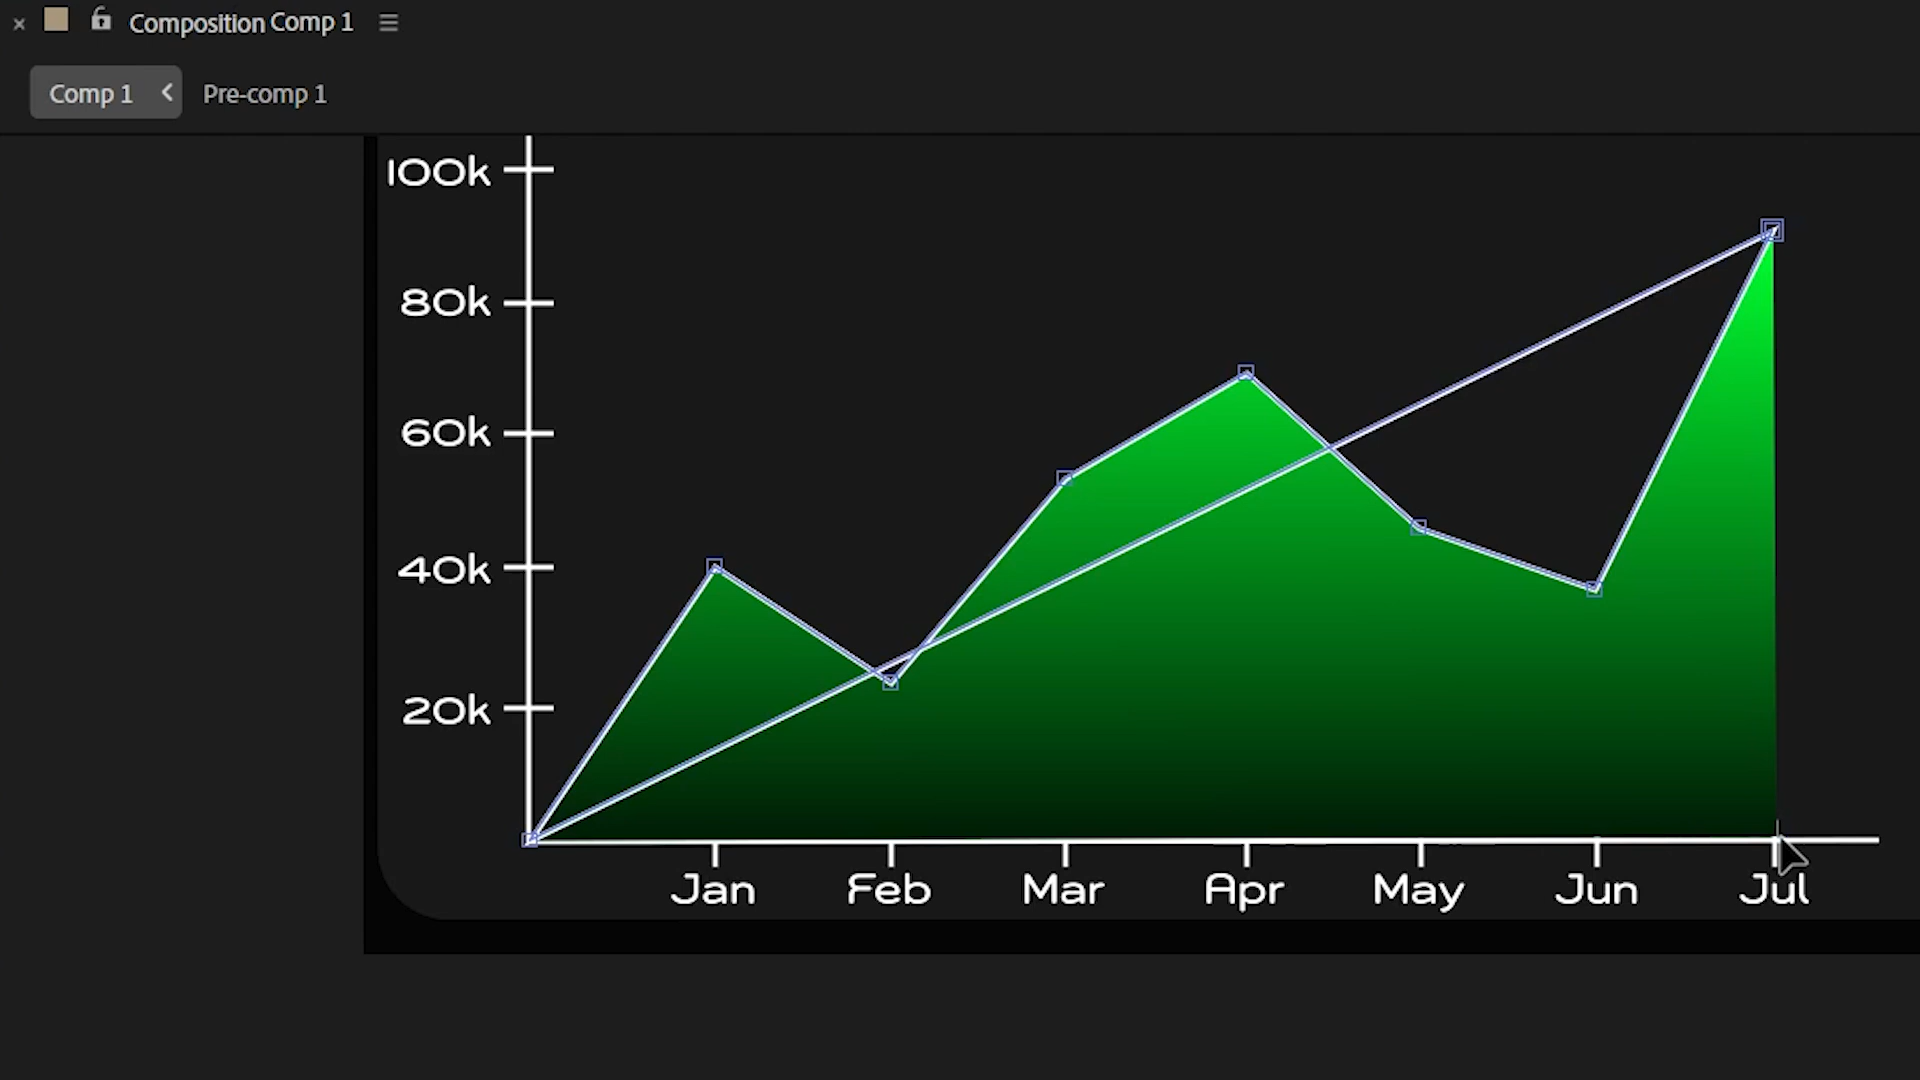 Composition Comp 1
Comp 1
Pre-comp 1
100k
80k
60k
40k
20k
Jan Feb Mar Apr May Jun Jul